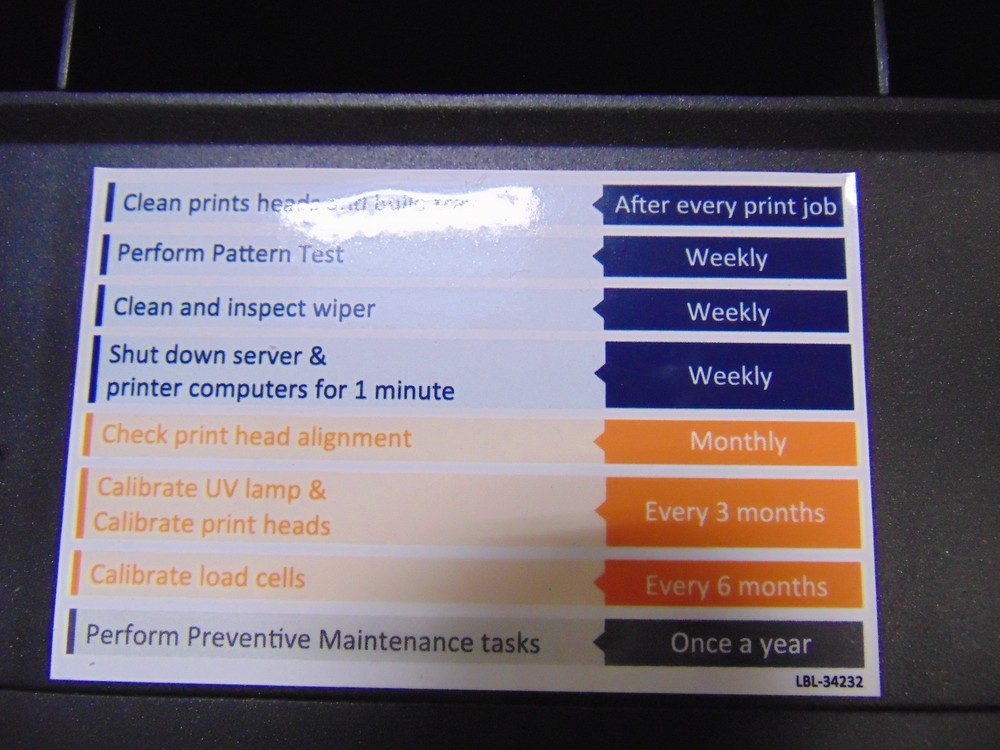 Clean prints heads and build After every print job
Perform Pattern Test Weekly
Clean and inspect wiper Weekly
Shut down server &
printer computers for 1 minute Weekly
Check print head alignment Monthly
Calibrate UV lamp &
Calibrate print heads Every 3 months
Calibrate load cells Every 6 months
Perform Preventive Maintenance tasks Once a year
LBL-34232